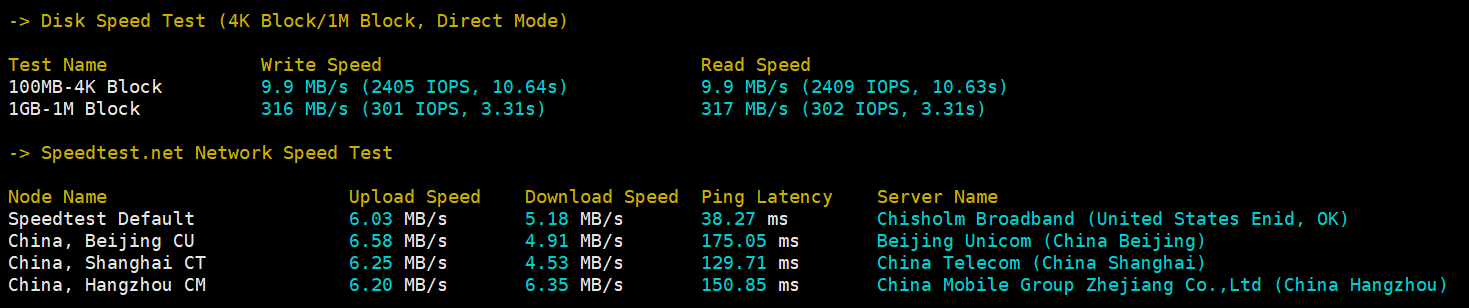 -> Disk Speed Test (4K Block/1M Block, Direct Mode)
Test Name Write Speed Read Speed
100MB-4K Block 9.9 MB/s (2405 IOPS, 10.64s) 9.9 MB/s (2409 IOPS, 10.63s)
1GB-1M Block 316 MB/s (301 IOPS, 3.31s) 317 MB/s (302 IOPS, 3.31s)
-> Speedtest.net Network Speed Test
Node Name Upload Speed Download Speed Ping Latency Server Name
Speedtest Default 6.03 MB/s 5.18 MB/s 38.27 ms Chisholm Broadband (United States Enid, OK)
China, Beijing CU 6.58 MB/s 4.91 MB/s 175.05 ms Beijing Unicom (China Beijing)
China, Shanghai CT 6.25 MB/s 4.53 MB/s 129.71 ms China Telecom (China Shanghai)
China, Hangzhou CM 6.20 MB/s 6.35 MB/s 150.85 ms China Mobile Group Zhejiang Co.,Ltd (China Hangzhou)